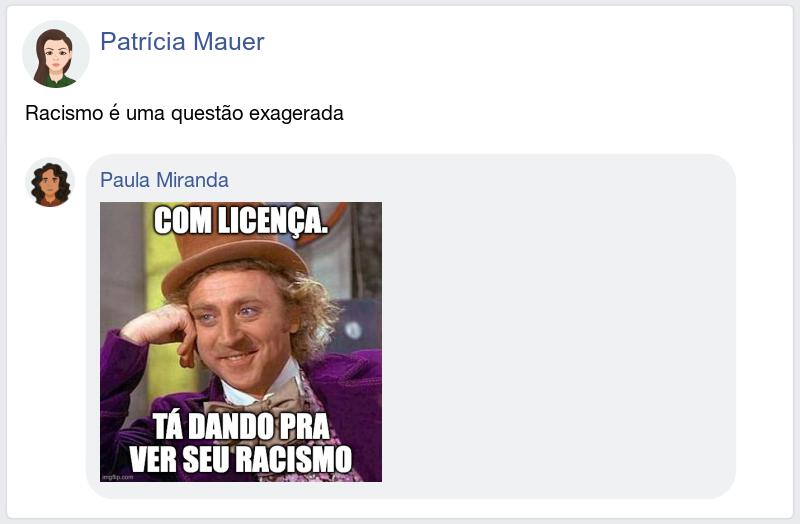 Patrícia Mauer
Racismo é uma questão exagerada
Paula Miranda
COM LICENÇA.
TÁ DANDO PRA
VER SEU RACISMO
imgflip.com